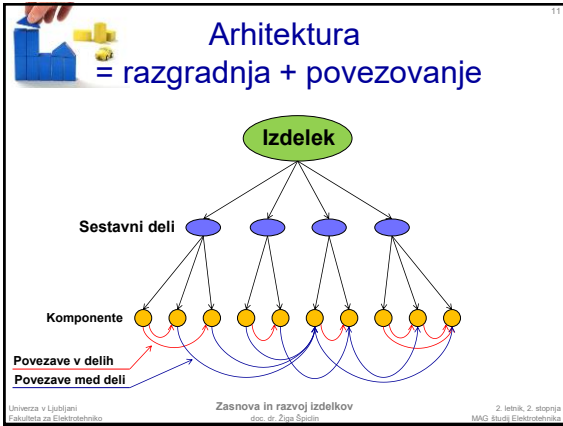 11
Arhitektura
= razgradnja + povezovanje
Izdelek
Sestavni deli
Komponente
Povezave v delih
Povezave med deli
Univerza v Ljubljani
Fakulteta za Elektrotehniko
Zasnova in razvoj izdelkov
doc. dr. Žiga Špidlin
2. letnik, 2. stopnja
MAG študij Elektrotehnika